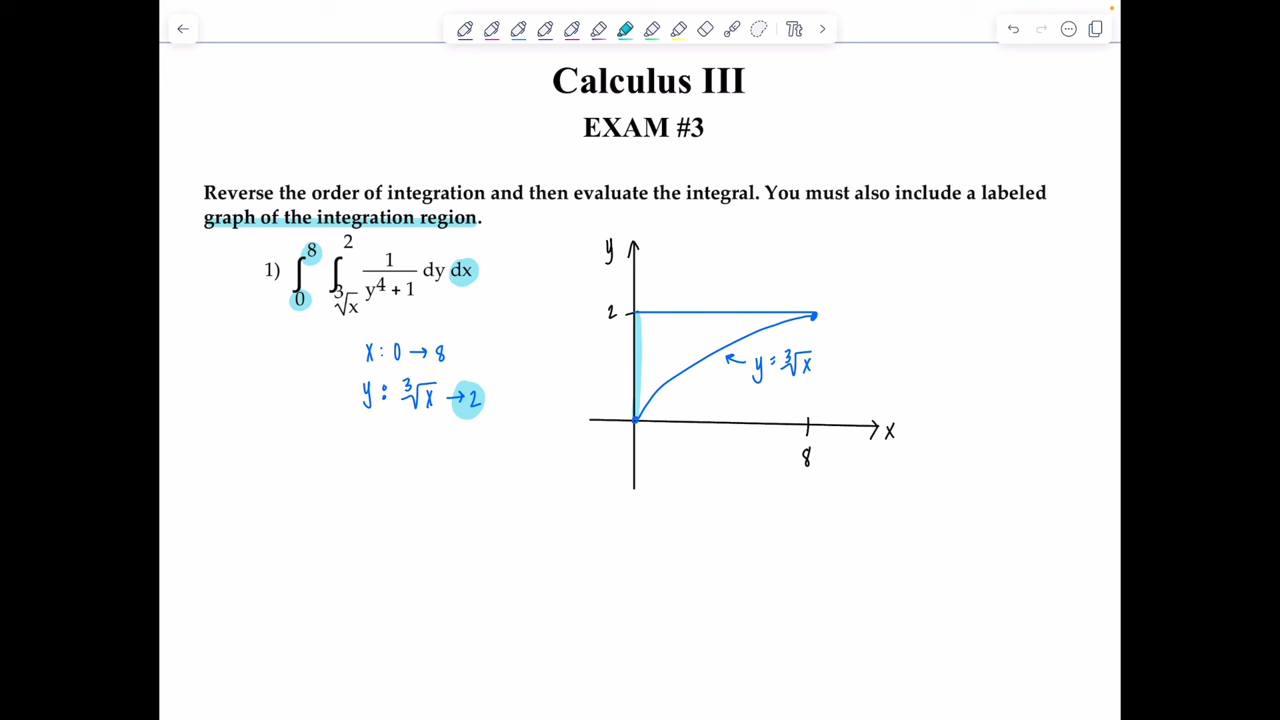 Tt
Calculus III
EXAM #3
Reverse the order of integration and then evaluate the integral. You must also include a labeled
graph of the integration region.
1) ∫₀⁸ ∫_{∛x}^{2} 1/(y⁴ + 1) dy dx
x : 0 → 8
y : ∛x → 2
y
2
y = ∛x
x
8